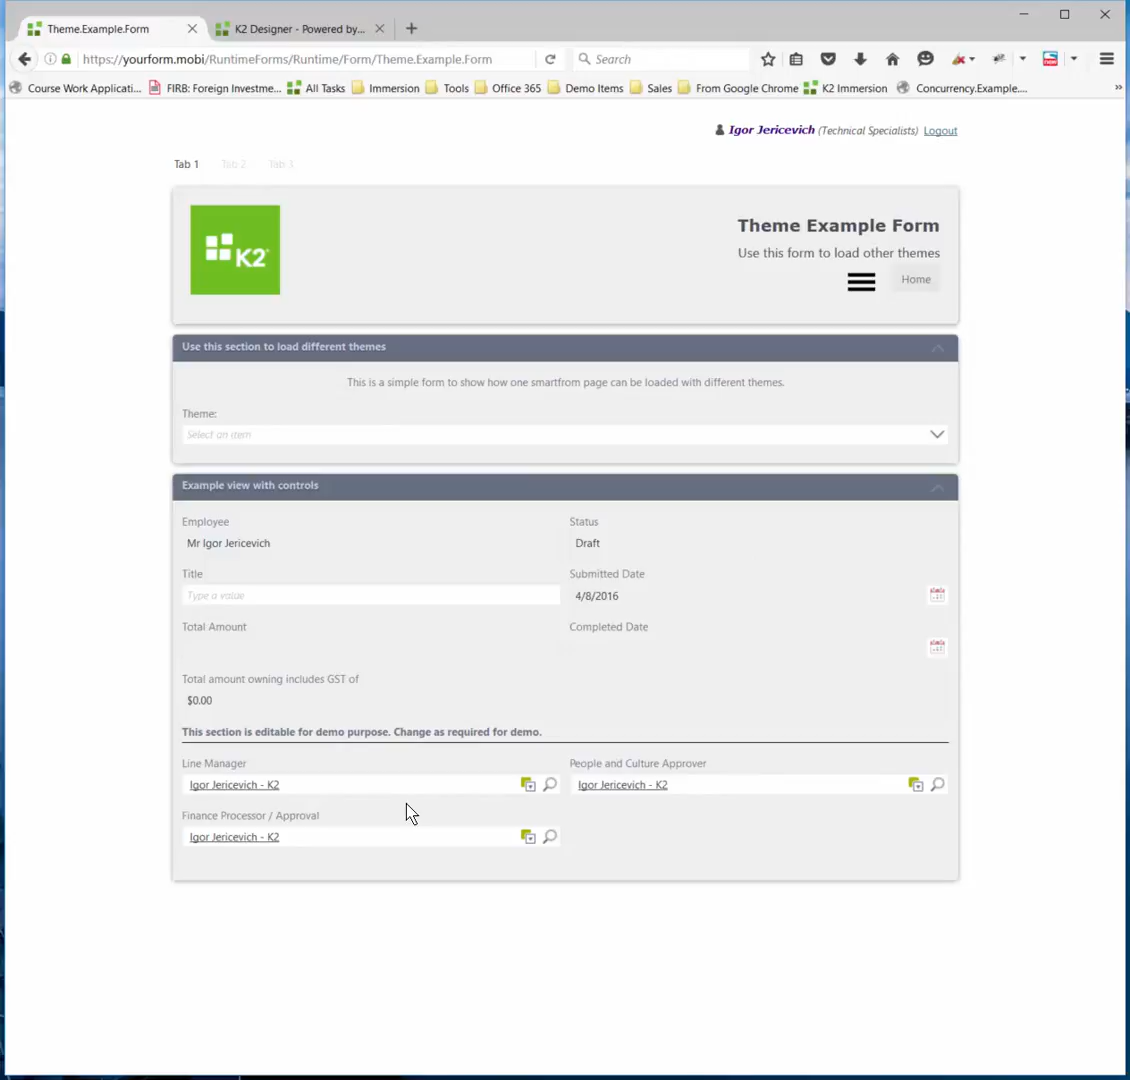 Theme.Example.Form
K2 Designer - Powered by...
https://yourform.mobi/RuntimeForms/Runtime/Form/Theme.Example.Form
Search
Course Work Applicati... FIRB: Foreign Investme... All Tasks Immersion Tools Office 365 Demo Items Sales From Google Chrome K2 Immersion Concurrency.Example.... »
Igor Jericevich (Technical Specialists) Logout
Tab 1 Tab 2 Tab 3
K2
Theme Example Form
Use this form to load other themes
Home
Use this section to load different themes
This is a simple form to show how one smartfrom page can be loaded with different themes.
Theme:
Select an item
Example view with controls
Employee Status
Mr Igor Jericevich Draft
Title Submitted Date
Type a value 4/8/2016
Total Amount Completed Date
Total amount owning includes GST of
$0.00
This section is editable for demo purpose. Change as required for demo.
Line Manager People and Culture Approver
Igor Jericevich - K2 Igor Jericevich - K2
Finance Processor / Approval
Igor Jericevich - K2